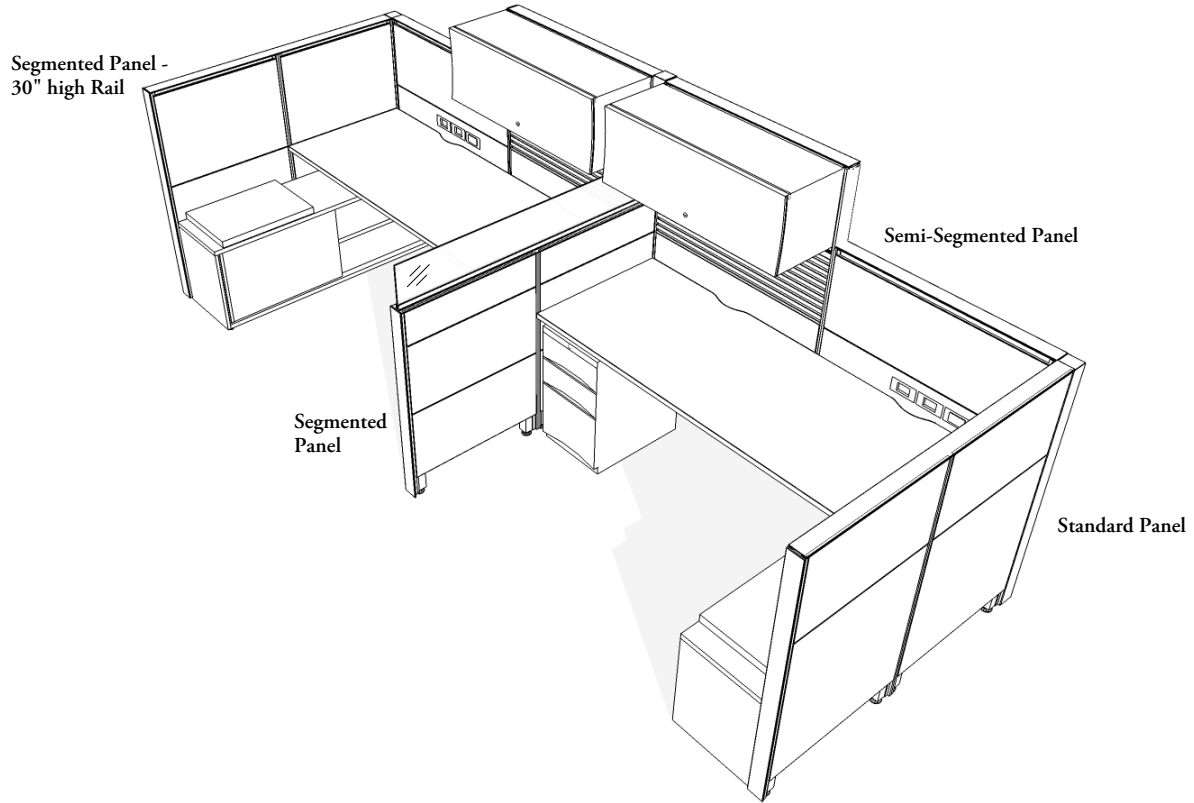 Segmented Panel -
30" high Rail
Semi-Segmented Panel
Segmented
Panel
Standard Panel